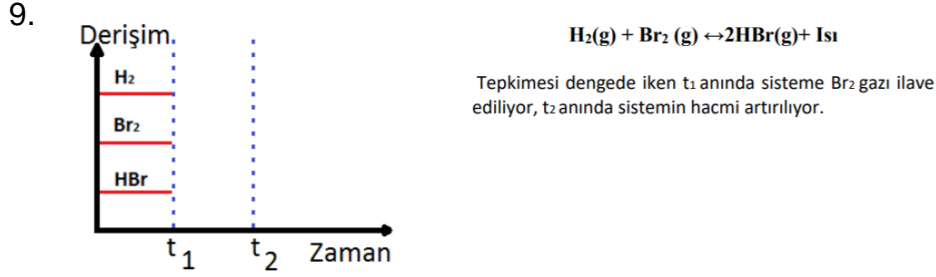 9.
Derişim
H₂
Br₂
HBr
t₁ t₂ Zaman
H₂(g) + Br₂ (g) ↔2HBr(g)+ Isı
Tepkimesi dengede iken t₁ anında sisteme Br₂ gazı ilave
ediliyor, t₂ anında sistemin hacmi artırılıyor.